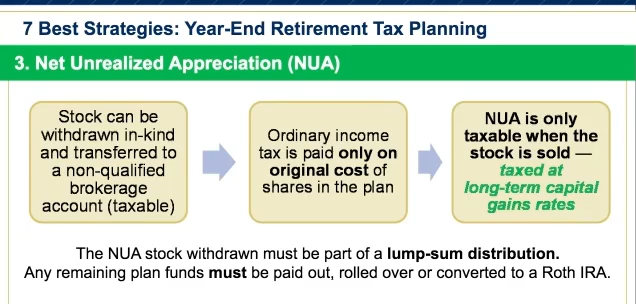 7 Best Strategies: Year-End Retirement Tax Planning
3. Net Unrealized Appreciation (NUA)
Stock can be
withdrawn in-kind
and transferred to
a non-qualified
brokerage
account (taxable)
Ordinary income
tax is paid only on
original cost of
shares in the plan
NUA is only
taxable when the
stock is sold —
taxed at
long-term capital
gains rates
The NUA stock withdrawn must be part of a lump-sum distribution.
Any remaining plan funds must be paid out, rolled over or converted to a Roth IRA.